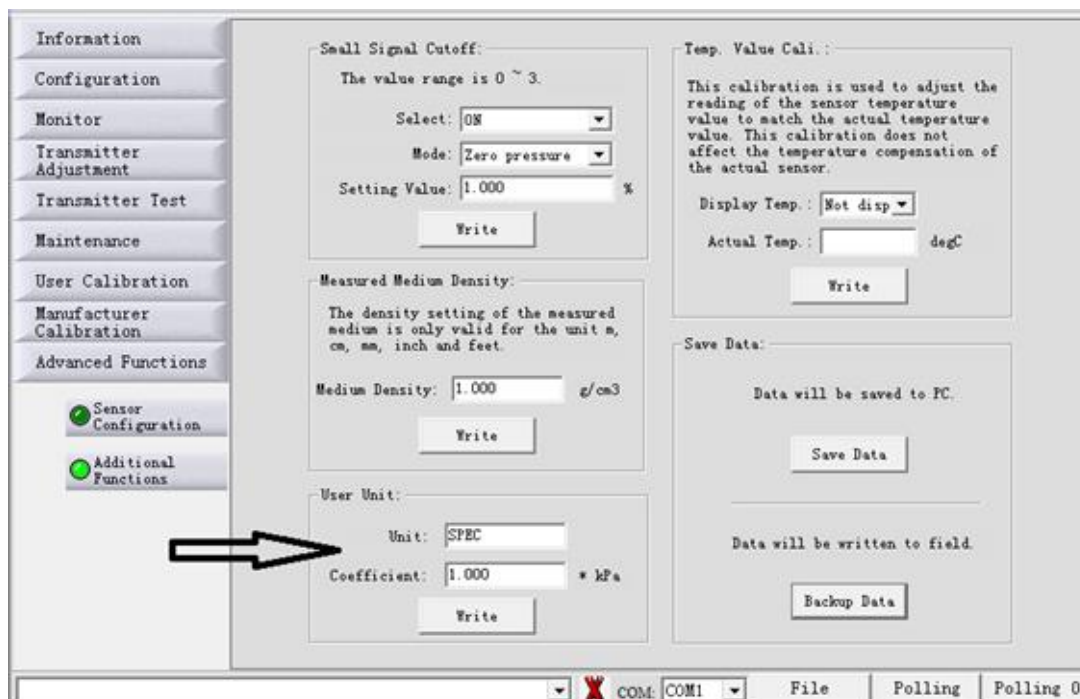 Information
Configuration
Monitor
Transmitter
Adjustment
Transmitter Test
Maintenance
User Calibration
Manufacturer
Calibration
Advanced Functions
Sensor
Configuration
Additional
Functions
Small Signal Cutoff:
The value range is 0 ~ 3.
Select: ON
Mode: Zero pressure
Setting Value: 1.000 %
Write
Measured Medium Density:
The density setting of the measured
medium is only valid for the unit m,
cm, mm, inch and feet.
Medium Density: 1.000 g/cm3
Write
User Unit:
Unit: SPEC
Coefficient: 1.000 * kPa
Write
Temp. Value Cali.:
This calibration is used to adjust the
reading of the sensor temperature
value to match the actual temperature
value. This calibration does not
affect the temperature compensation of
the actual sensor.
Display Temp.: Not disp
Actual Temp.: degC
Write
Save Data:
Data will be saved to PC.
Save Data
Data will be written to field.
Backup Data
COM: COM1 File Polling Polling 0